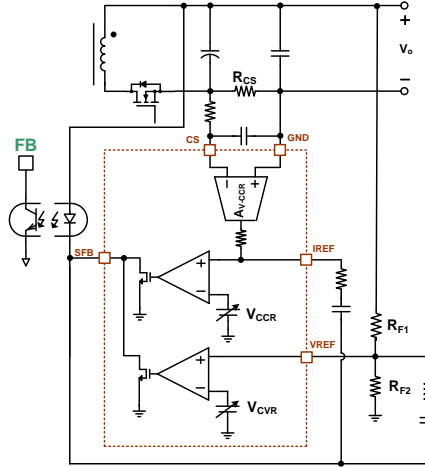 +
Vo
−
RCS
FB
CS
GND
− +
AV-CCR
SFB
IREF
+
−
VCCR
RF1
VREF
+
−
VCVR
RF2